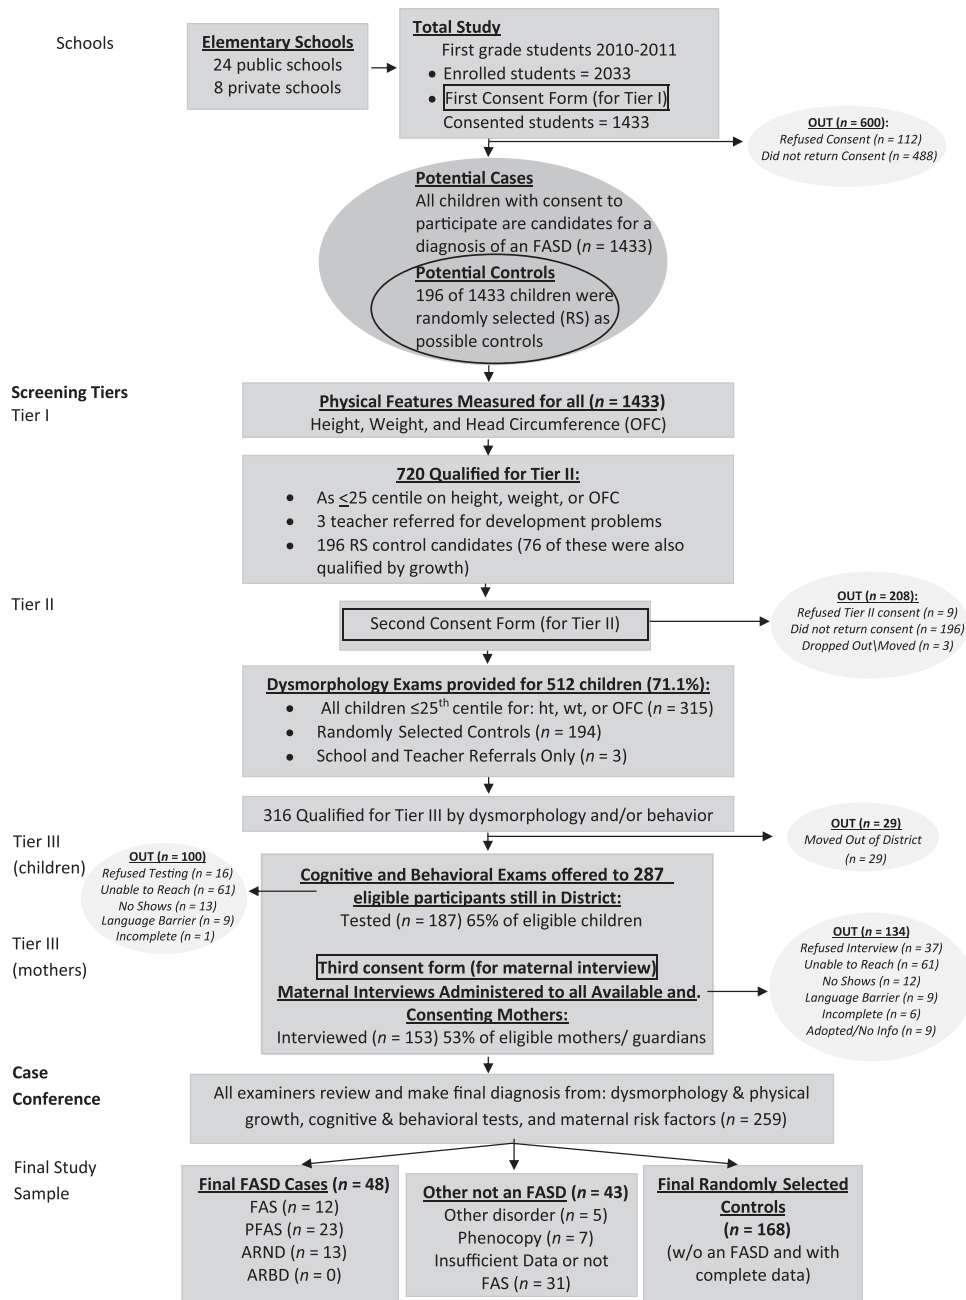 Schools
Elementary Schools
24 public schools
8 private schools
Total Study
First grade students 2010-2011
• Enrolled students = 2033
• First Consent Form (for Tier I)
Consented students = 1433
OUT (n = 600):
Refused Consent (n = 112)
Did not return Consent (n = 488)
Potential Cases
All children with consent to
participate are candidates for a
diagnosis of an FASD (n = 1433)
Potential Controls
196 of 1433 children were
randomly selected (RS) as
possible controls
Screening Tiers
Tier I
Physical Features Measured for all (n = 1433)
Height, Weight, and Head Circumference (OFC)
720 Qualified for Tier II:
• As ≤25 centile on height, weight, or OFC
• 3 teacher referred for development problems
• 196 RS control candidates (76 of these were also
qualified by growth)
Tier II
Second Consent Form (for Tier II)
OUT (n = 208):
Refused Tier II consent (n = 9)
Did not return consent (n = 196)
Dropped Out\Moved (n = 3)
Dysmorphology Exams provided for 512 children (71.1%):
• All children ≤25th centile for: ht, wt, or OFC (n = 315)
• Randomly Selected Controls (n = 194)
• School and Teacher Referrals Only (n = 3)
316 Qualified for Tier III by dysmorphology and/or behavior
OUT (n = 29)
Moved Out of District
(n = 29)
Tier III
(children)
OUT (n = 100)
Refused Testing (n = 16)
Unable to Reach (n = 61)
No Shows (n = 13)
Language Barrier (n = 9)
Incomplete (n = 1)
Cognitive and Behavioral Exams offered to 287
eligible participants still in District:
Tested (n = 187) 65% of eligible children
Tier III
(mothers)
Third consent form (for maternal interview)
Maternal Interviews Administered to all Available and.
Consenting Mothers:
Interviewed (n = 153) 53% of eligible mothers/ guardians
OUT (n = 134)
Refused Interview (n = 37)
Unable to Reach (n = 61)
No Shows (n = 12)
Language Barrier (n = 9)
Incomplete (n = 6)
Adopted/No Info (n = 9)
Case
Conference
All examiners review and make final diagnosis from: dysmorphology & physical
growth, cognitive & behavioral tests, and maternal risk factors (n = 259)
Final Study
Sample
Final FASD Cases (n = 48)
FAS (n = 12)
PFAS (n = 23)
ARND (n = 13)
ARBD (n = 0)
Other not an FASD (n = 43)
Other disorder (n = 5)
Phenocopy (n = 7)
Insufficient Data or not
FAS (n = 31)
Final Randomly Selected
Controls
(n = 168)
(w/o an FASD and with
complete data)